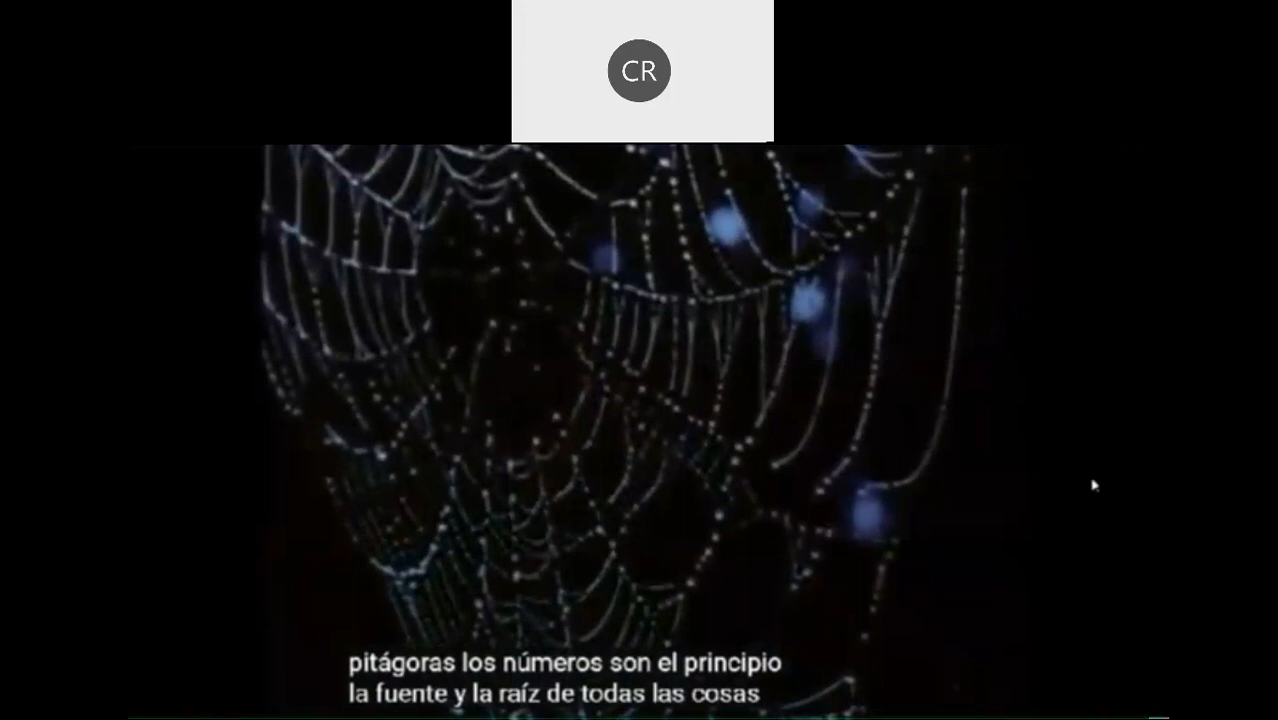 CR
pitágoras los números son el principio
la fuente y la raíz de todas las cosas